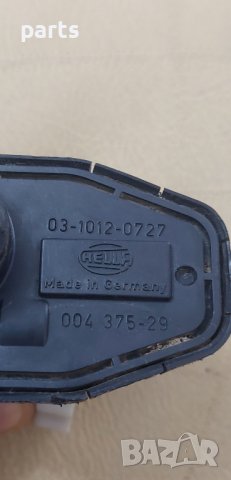 parts
03-1012-0727
HELLA
Made in Germany
004 375-29
BAZAR